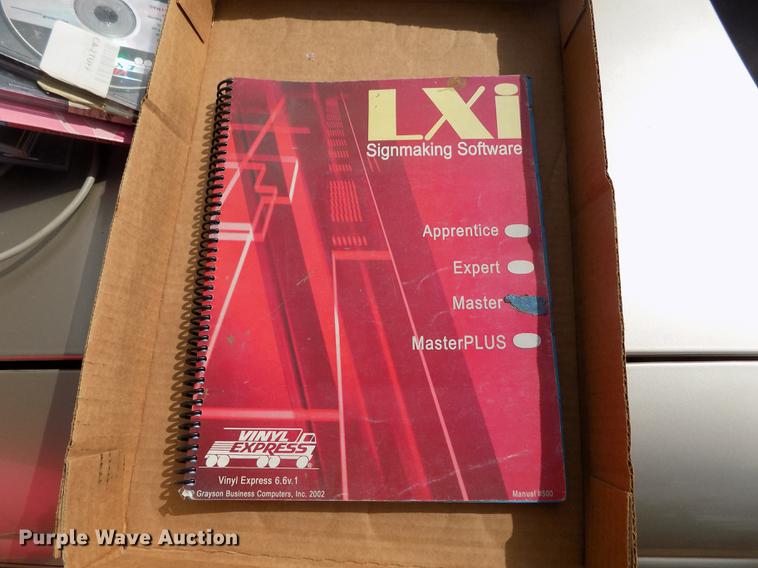 LXi
Signmaking Software
Apprentice
Expert
Master
MasterPLUS
VINYL
EXPRESS
Vinyl Express 6.6v.1
Grayson Business Computers, Inc. 2002
Manual #500
Purple Wave Auction